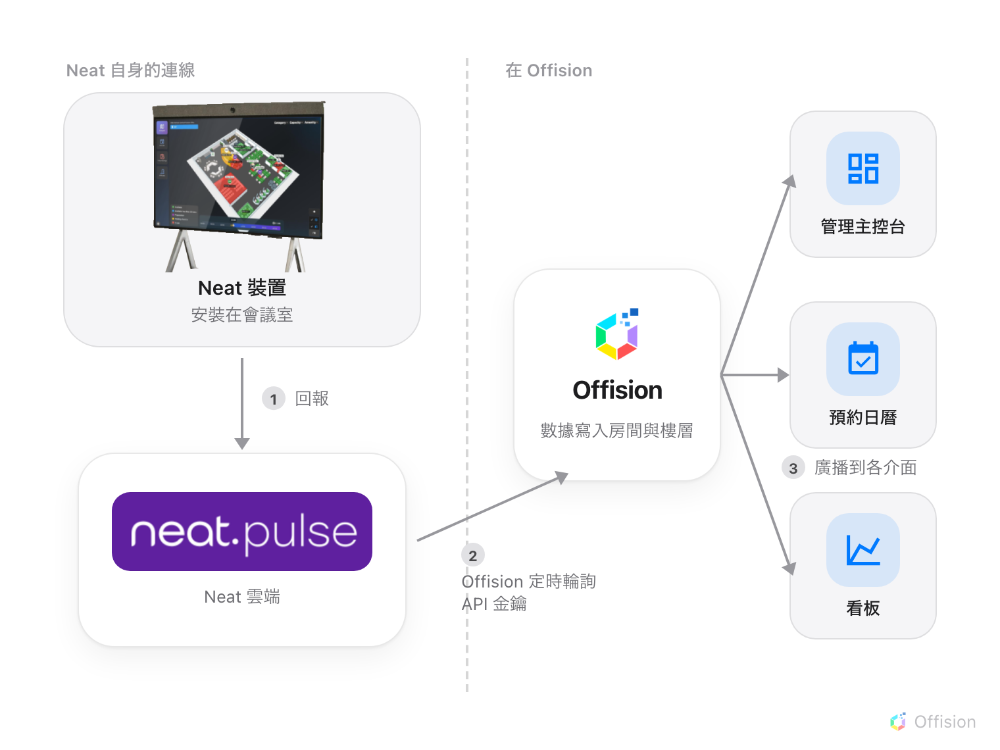 Neat 自身的連線
在 Offision
Category
Capacity
Amenity
Neat 裝置
安裝在會議室
1 回報
neat.pulse
Neat 雲端
2
Offision 定時輪詢
API 金鑰
Offision
數據寫入房間與樓層
管理主控台
預約日曆
3 廣播到各介面
看板
Offision